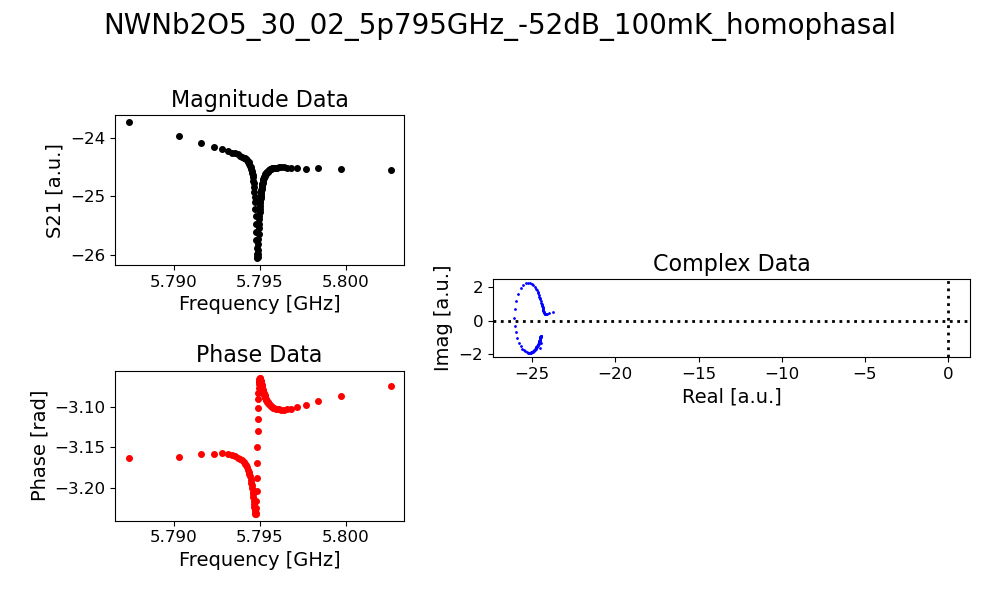 NWNb2O5_30_02_5p795GHz_-52dB_100mK_homophasal
Magnitude Data
S21 [a.u.]
−24
−25
−26
5.790 5.795 5.800
Frequency [GHz]
Phase Data
Phase [rad]
−3.10
−3.15
−3.20
5.790 5.795 5.800
Frequency [GHz]
Complex Data
Imag [a.u.]
2
0
−2
−25 −20 −15 −10 −5 0
Real [a.u.]